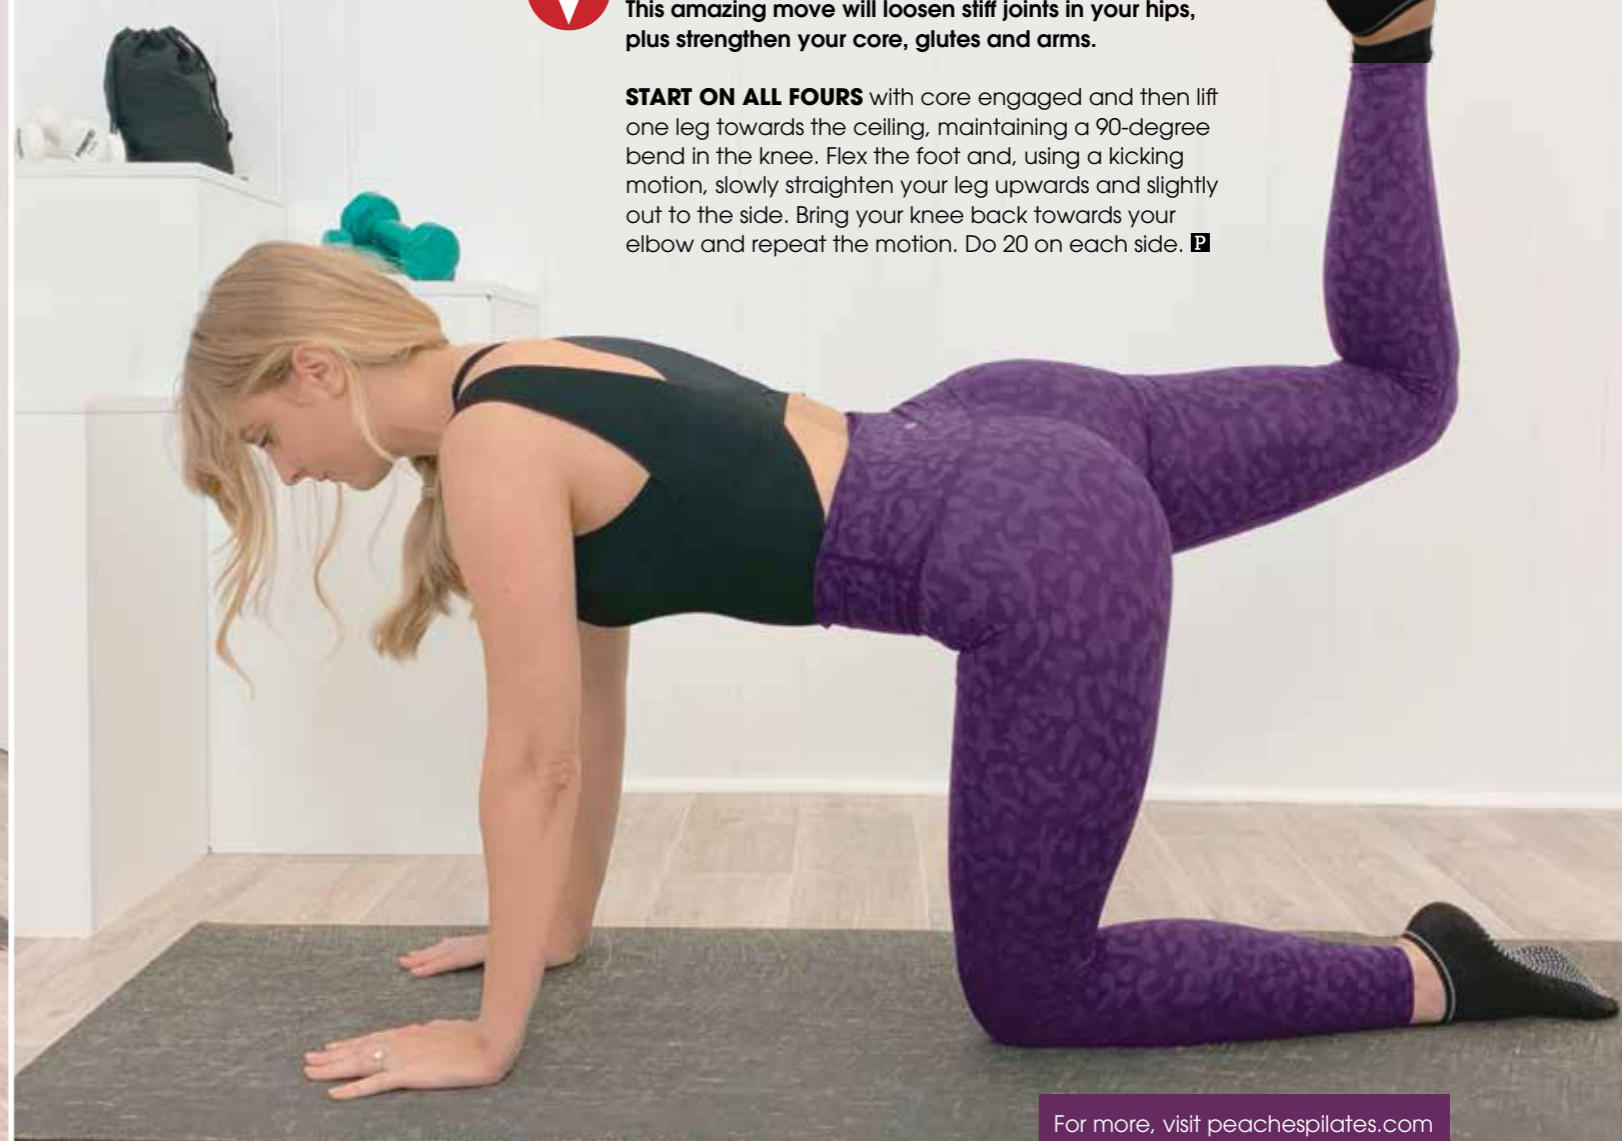 This amazing move will loosen stiff joints in your hips,
plus strengthen your core, glutes and arms.
START ON ALL FOURS with core engaged and then lift
one leg towards the ceiling, maintaining a 90-degree
bend in the knee. Flex the foot and, using a kicking
motion, slowly straighten your leg upwards and slightly
out to the side. Bring your knee back towards your
elbow and repeat the motion. Do 20 on each side. P
For more, visit peachespilates.com